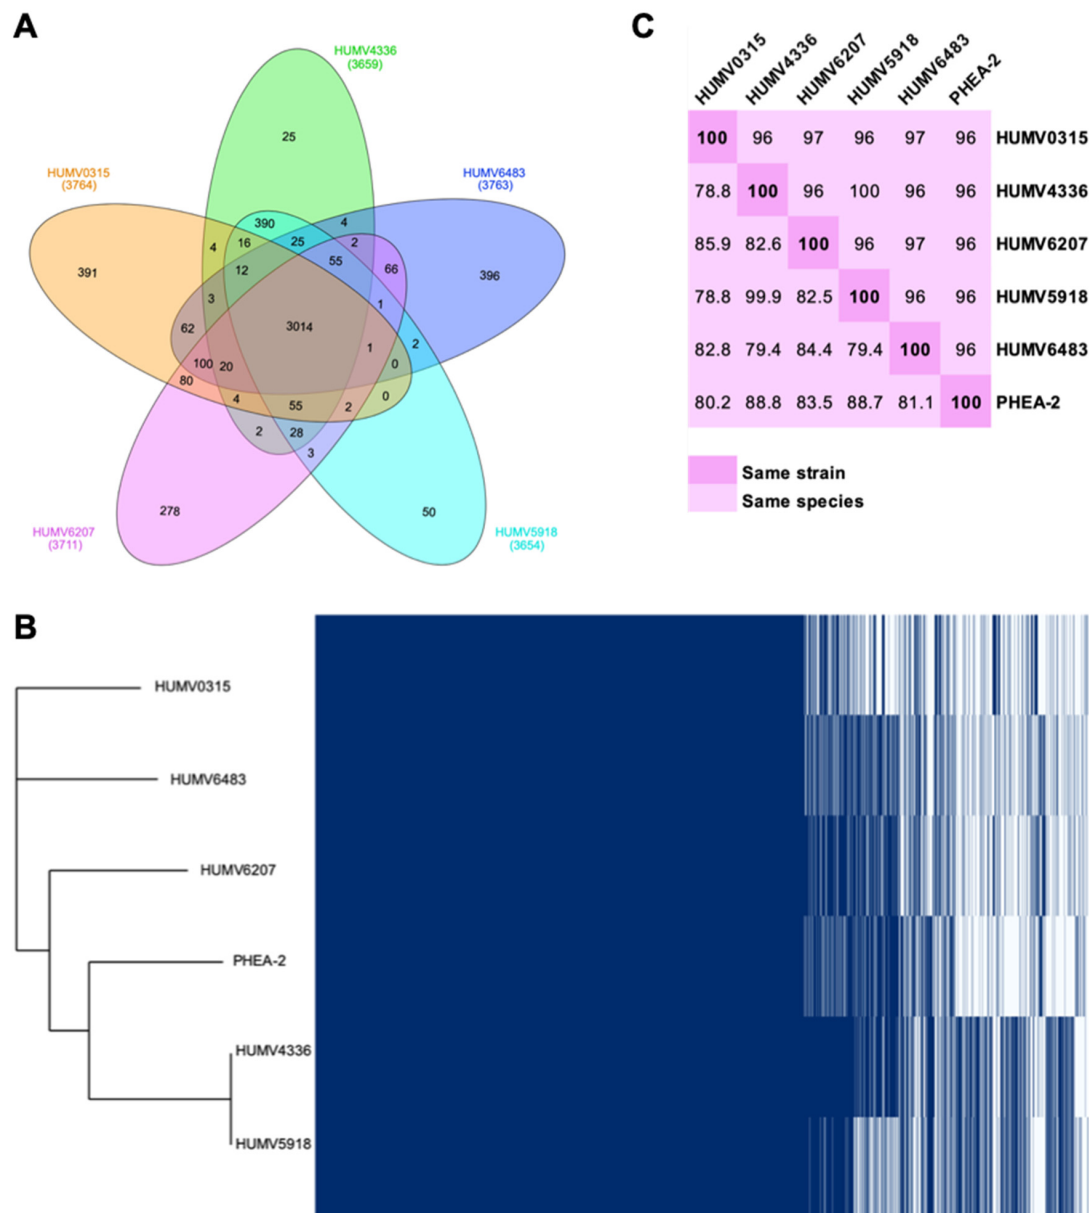 A
HUMV4336
(3659)
HUMV0315
(3764)
HUMV6483
(3763)
25
391
396
390
4
4
16
25
2
12
55
66
3
1
62
3014
1
2
100
20
0
80
4
55
2
0
2
28
3
278
50
HUMV6207
(3711)
HUMV5918
(3654)
C
HUMV0315
HUMV4336
HUMV6207
HUMV5918
HUMV6483
PHEA-2
100 96 97 96 97 96 HUMV0315
78.8 100 96 100 96 96 HUMV4336
85.9 82.6 100 96 97 96 HUMV6207
78.8 99.9 82.5 100 96 96 HUMV5918
82.8 79.4 84.4 79.4 100 96 HUMV6483
80.2 88.8 83.5 88.7 81.1 100 PHEA-2
Same strain
Same species
B
HUMV0315
HUMV6483
HUMV6207
PHEA-2
HUMV4336
HUMV5918